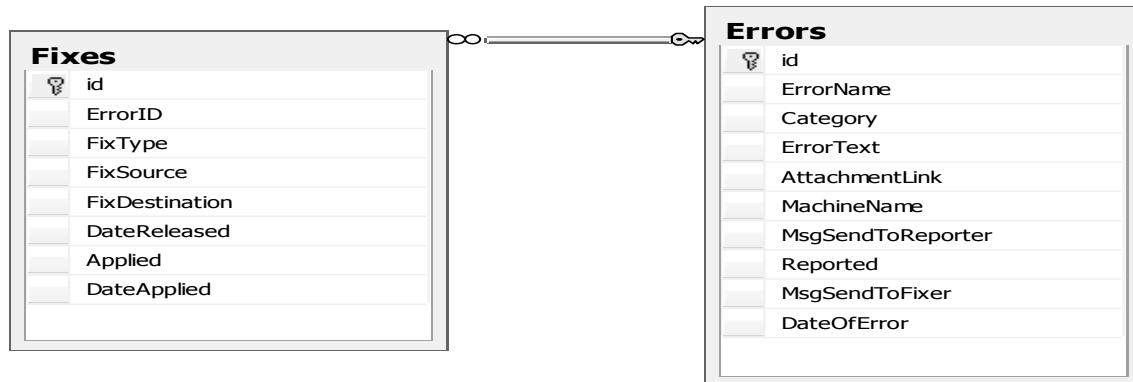 Fixes
id
ErrorID
FixType
FixSource
FixDestination
DateReleased
Applied
DateApplied
Errors
id
ErrorName
Category
ErrorText
AttachmentLink
MachineName
MsgSendToReporter
Reported
MsgSendToFixer
DateOfError